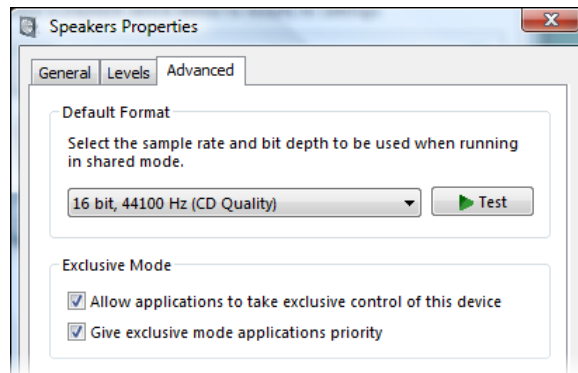 Speakers Properties
General Levels Advanced
Default Format
Select the sample rate and bit depth to be used when running
in shared mode.
16 bit, 44100 Hz (CD Quality) Test
Exclusive Mode
Allow applications to take exclusive control of this device
Give exclusive mode applications priority